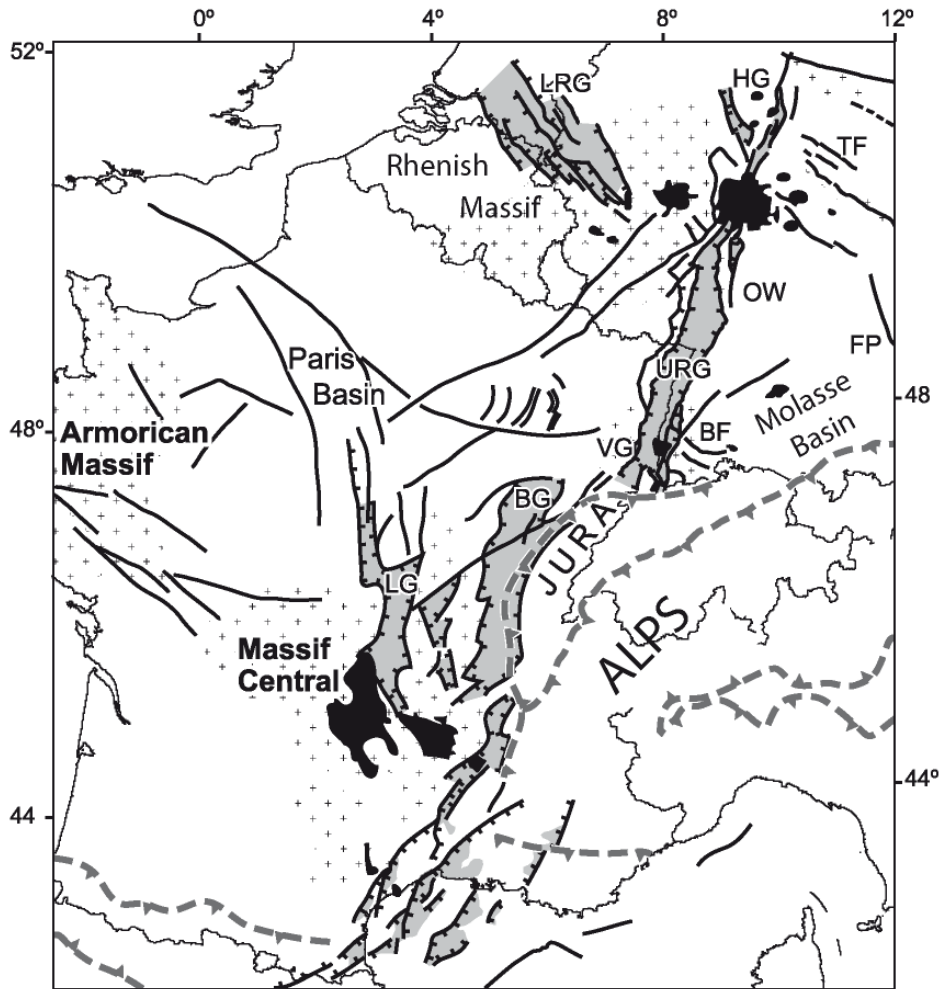 0º 4º 8º 12º
52º
LRG
HG
TF
Rhenish
Massif
OW
FP
Paris
Basin
URG
48º
48º
Armorican
Massif
VG
BF
Molasse
Basin
BG
JURA
LG
ALPS
Massif
Central
44º
44